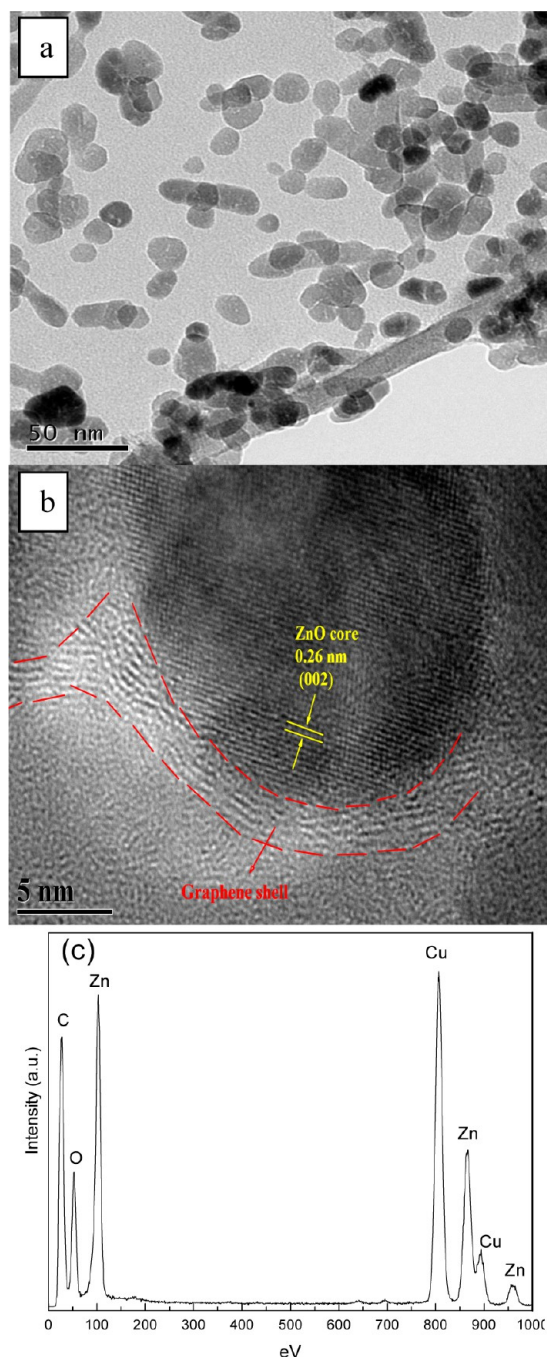 a
50 nm
b
ZnO core
0.26 nm
(002)
Graphene shell
5 nm
(c)
Cu
Zn
C
Zn
O
Cu
Zn
Intensity (a.u.)
0 100 200 300 400 500 600 700 800 900 1000
eV